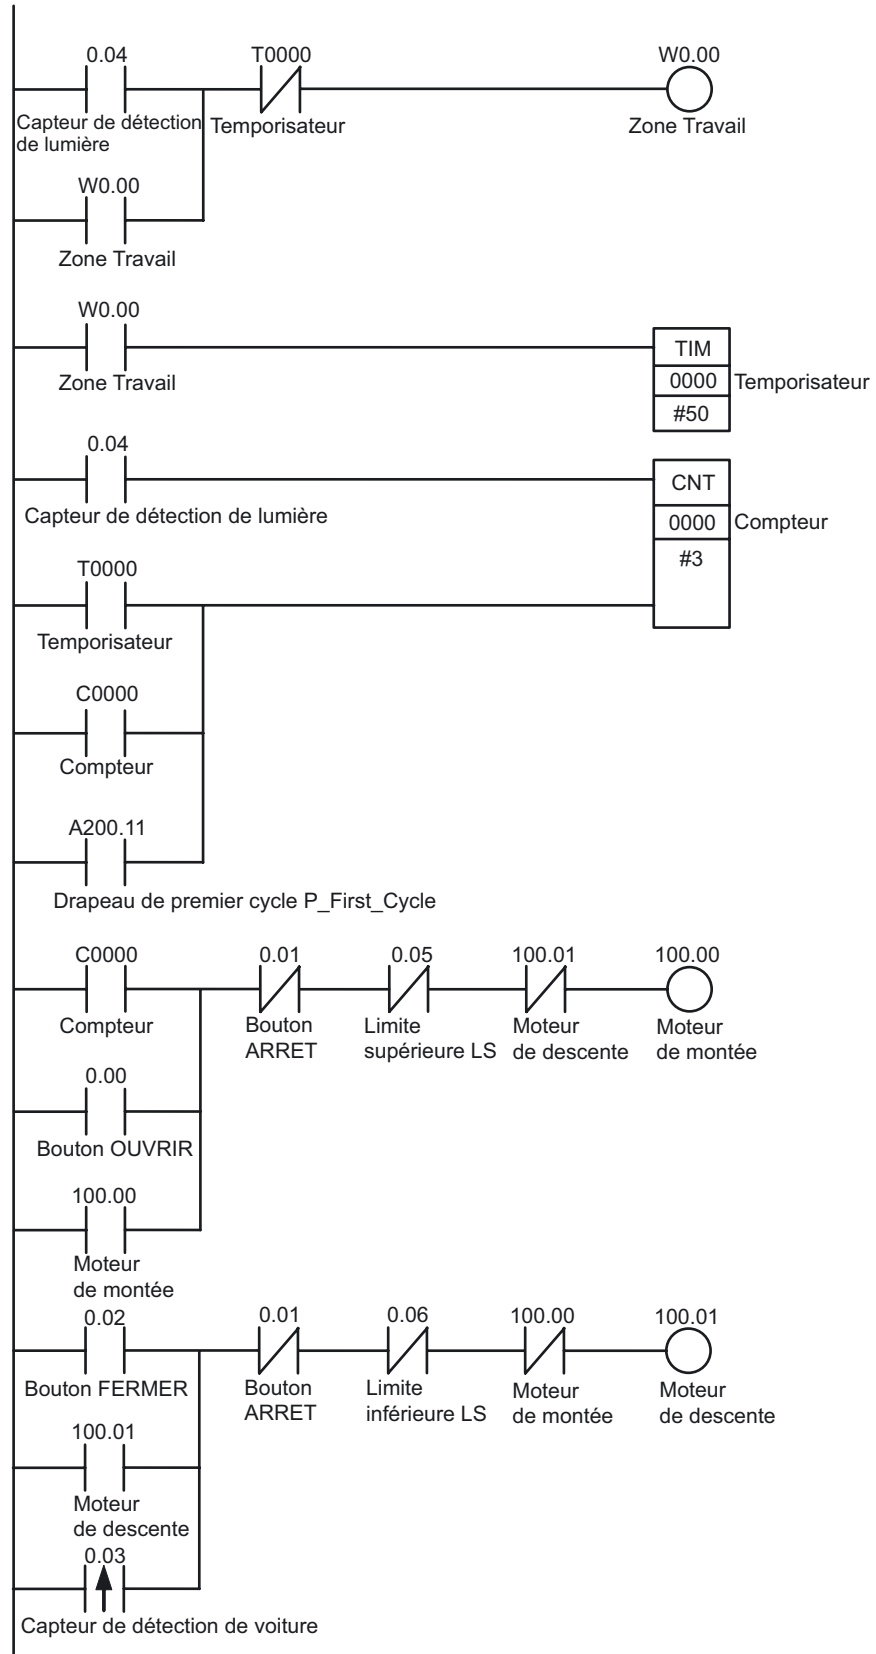 0.04
T0000
W0.00
Capteur de détection
de lumière
Temporisateur
Zone Travail
W0.00
Zone Travail
W0.00
Zone Travail
TIM
0000
Temporisateur
#50
0.04
Capteur de détection de lumière
CNT
0000
Compteur
#3
T0000
Temporisateur
C0000
Compteur
A200.11
Drapeau de premier cycle P_First_Cycle
C0000
0.01
0.05
100.01
100.00
Compteur
Bouton
ARRET
Limite
supérieure LS
Moteur
de descente
Moteur
de montée
0.00
Bouton OUVRIR
100.00
Moteur
de montée
0.02
0.01
0.06
100.00
100.01
Bouton FERMER
Bouton
ARRET
Limite
inférieure LS
Moteur
de montée
Moteur
de descente
100.01
Moteur
de descente
0.03
Capteur de détection de voiture